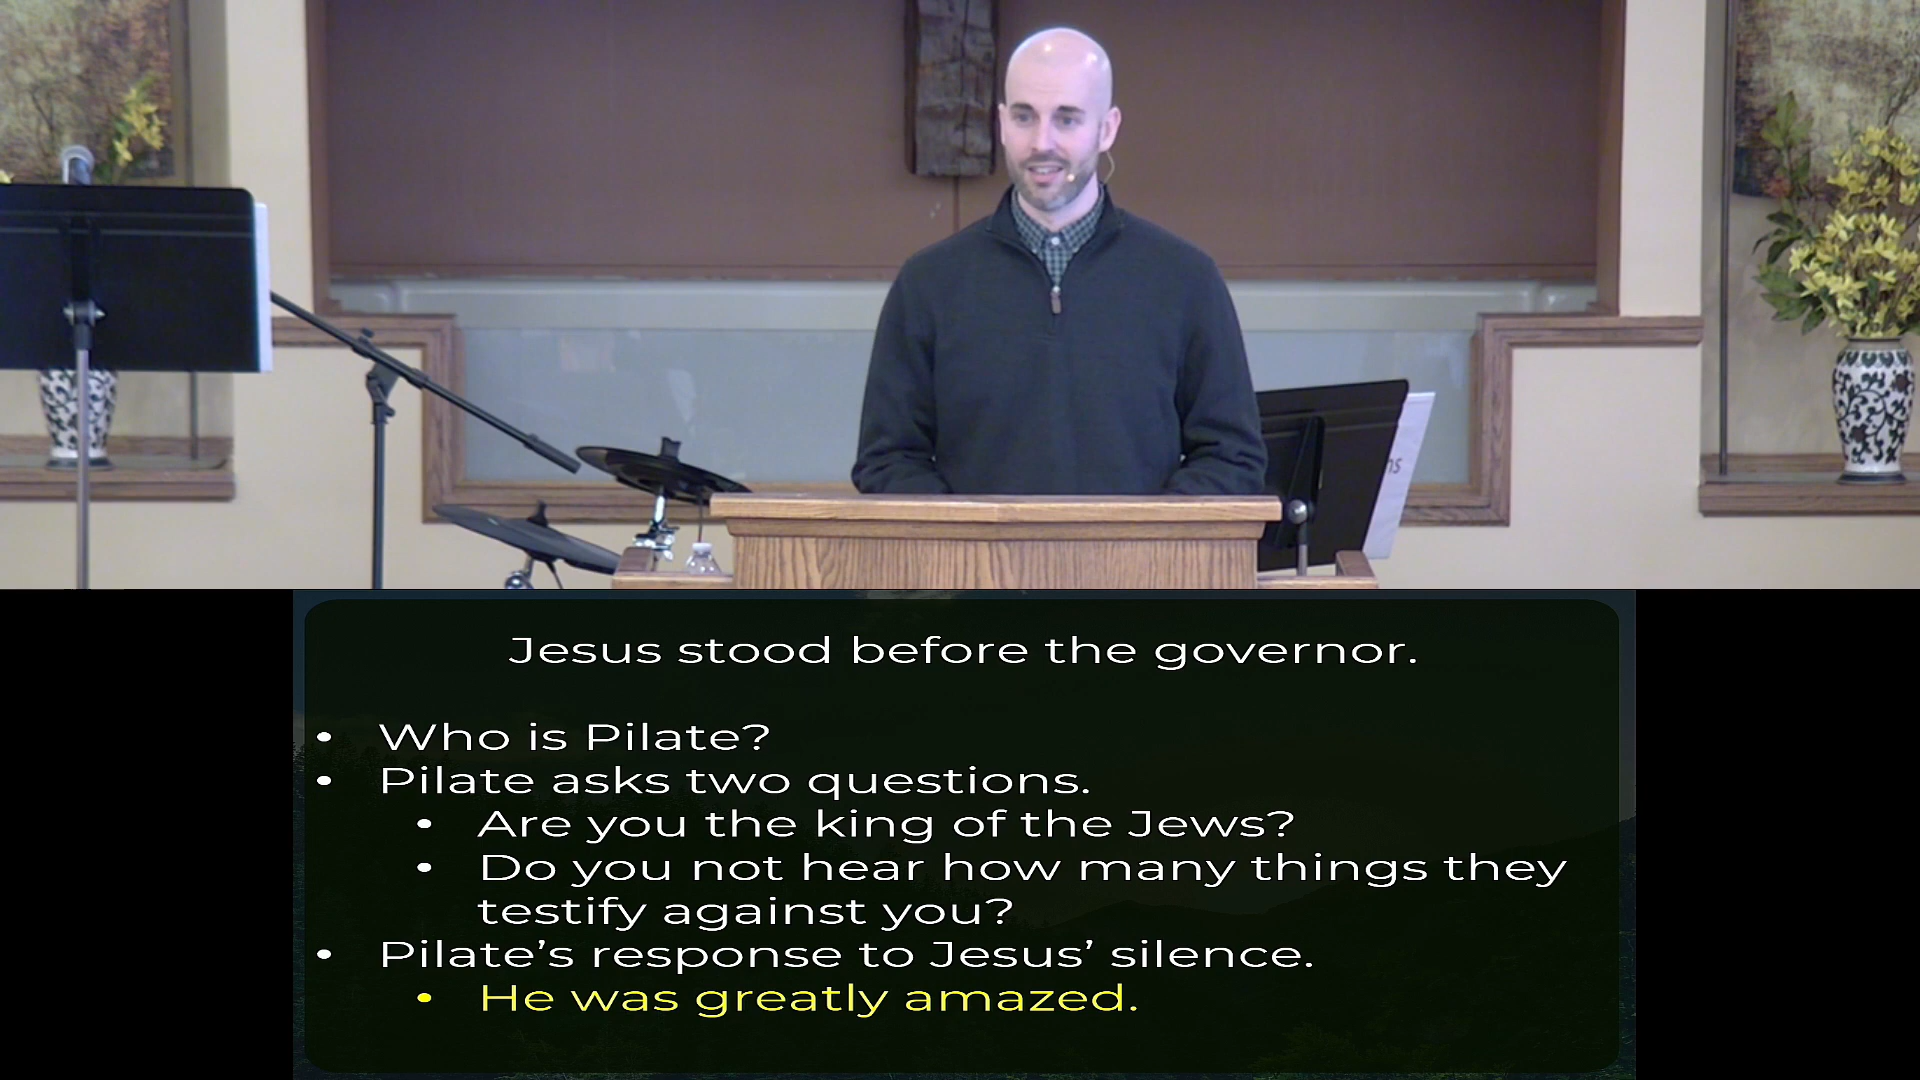 Jesus stood before the governor.
• Who is Pilate?
• Pilate asks two questions.
• Are you the king of the Jews?
• Do you not hear how many things they
testify against you?
• Pilate’s response to Jesus’ silence.
• He was greatly amazed.